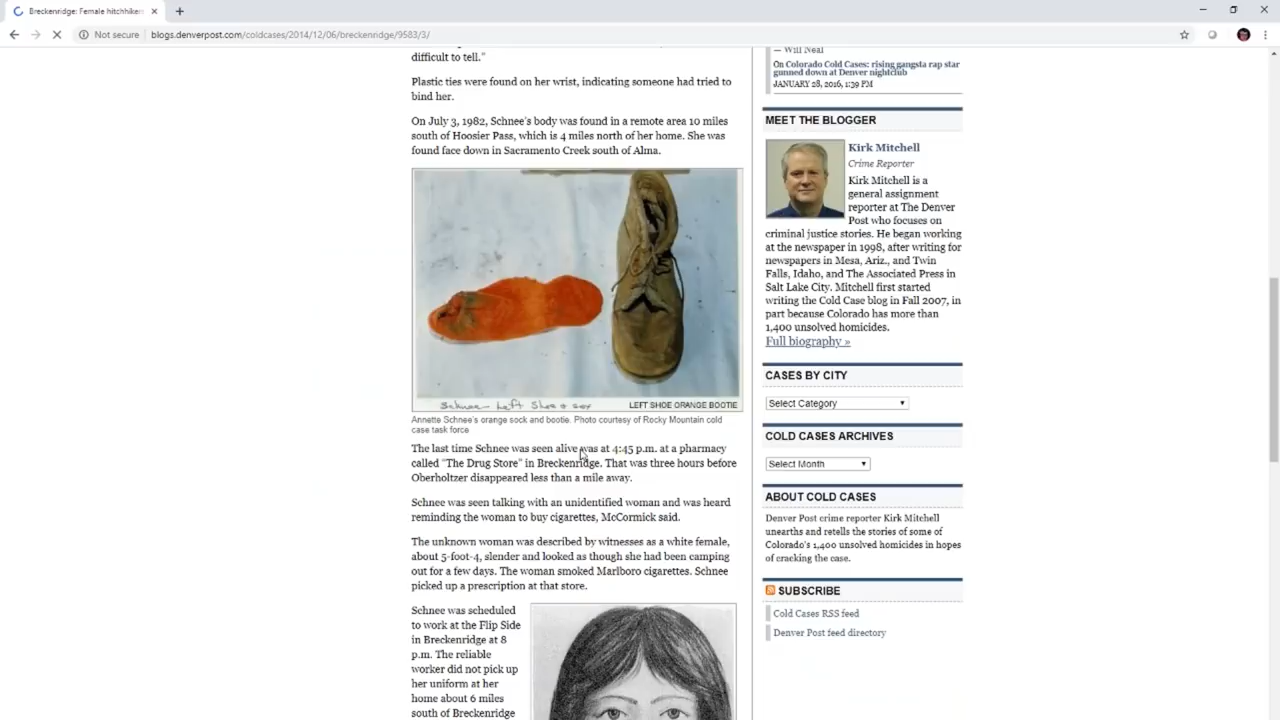 Breckenridge: Female hitchhikers
Not secure
blogs.denverpost.com/coldcases/2014/12/06/breckenridge/9583/3/
difficult to tell."
Plastic ties were found on her wrist, indicating someone had tried to
bind her.
On July 3, 1982, Schnee's body was found in a remote area 10 miles
south of Hoosier Pass, which is 4 miles north of her home. She was
found face down in Sacramento Creek south of Alma.
Schnee - Left Shoe & sox
LEFT SHOE ORANGE BOOTIE
Annette Schnee's orange sock and bootie. Photo courtesy of Rocky Mountain cold
case task force
The last time Schnee was seen alive was at 4:45 p.m. at a pharmacy
called "The Drug Store" in Breckenridge. That was three hours before
Oberholtzer disappeared less than a mile away.
Schnee was seen talking with an unidentified woman and was heard
reminding the woman to buy cigarettes, McCormick said.
The unknown woman was described by witnesses as a white female,
about 5-foot-4, slender and looked as though she had been camping
out for a few days. The woman smoked Marlboro cigarettes. Schnee
picked up a prescription at that store.
Schnee was scheduled
to work at the Flip Side
in Breckenridge at 8
p.m. The reliable
worker did not pick up
her uniform at her
home about 6 miles
south of Breckenridge
— Will Neal
On Colorado Cold Cases: rising gangsta rap star
gunned down at Denver nightclub
JANUARY 28, 2016, 1:39 PM
MEET THE BLOGGER
Kirk Mitchell
Crime Reporter
Kirk Mitchell is a
general assignment
reporter at The Denver
Post who focuses on
criminal justice stories. He began working
at the newspaper in 1998, after writing for
newspapers in Mesa, Ariz., and Twin
Falls, Idaho, and The Associated Press in
Salt Lake City. Mitchell first started
writing the Cold Case blog in Fall 2007, in
part because Colorado has more than
1,400 unsolved homicides.
Full biography »
CASES BY CITY
Select Category
COLD CASES ARCHIVES
Select Month
ABOUT COLD CASES
Denver Post crime reporter Kirk Mitchell
unearths and retells the stories of some of
Colorado's 1,400 unsolved homicides in hopes
of cracking the case.
SUBSCRIBE
Cold Cases RSS feed
Denver Post feed directory